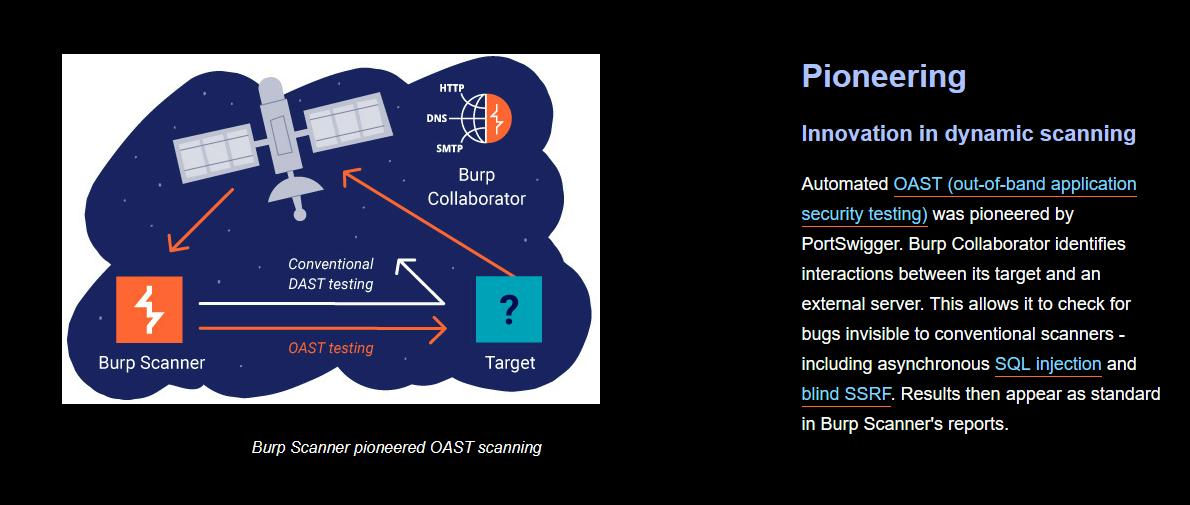 HTTP
DNS
SMTP
Burp
Collaborator
Conventional
DAST testing
OAST testing
?
Burp Scanner
Target
Burp Scanner pioneered OAST scanning
Pioneering
Innovation in dynamic scanning
Automated OAST (out-of-band application
security testing) was pioneered by
PortSwigger. Burp Collaborator identifies
interactions between its target and an
external server. This allows it to check for
bugs invisible to conventional scanners -
including asynchronous SQL injection and
blind SSRF. Results then appear as standard
in Burp Scanner's reports.